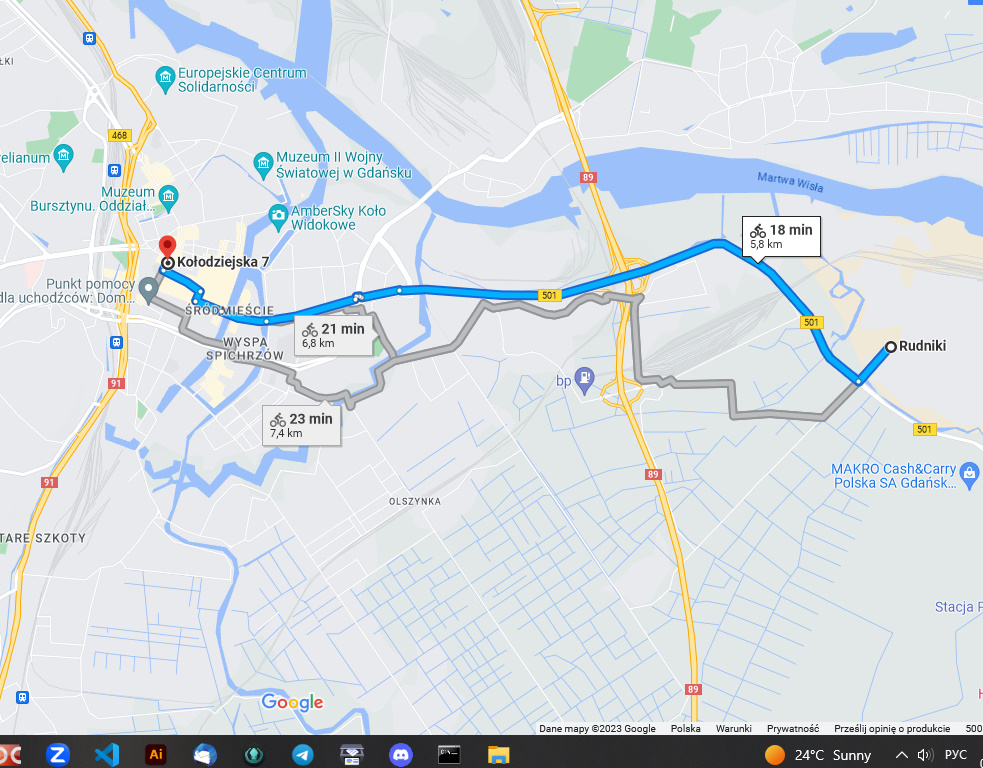 ŁKI
Europejskie Centrum
Solidarności
468
relianum
Muzeum II Wojny
Światowej w Gdańsku
89
Martwa Wisła
Muzeum
Bursztynu. Oddział...
AmberSky Koło
Widokowe
18 min
5,8 km
Kołodziejska 7
Punkt pomocy
dla uchodźców: Dom...
501
ŚRÓDMIEŚCIE
501
21 min
6,8 km
WYSPA
SPICHRZÓW
Rudniki
bp
91
23 min
7,4 km
501
MAKRO Cash&Carry
Polska SA Gdańsk...
89
91
OLSZYNKA
TARE SZKOTY
Stacja P
89
Google
Dane mapy ©2023 Google Polska Warunki Prywatność Prześlij opinię o produkcie 500
Z
Ai
24°C Sunny
РУС